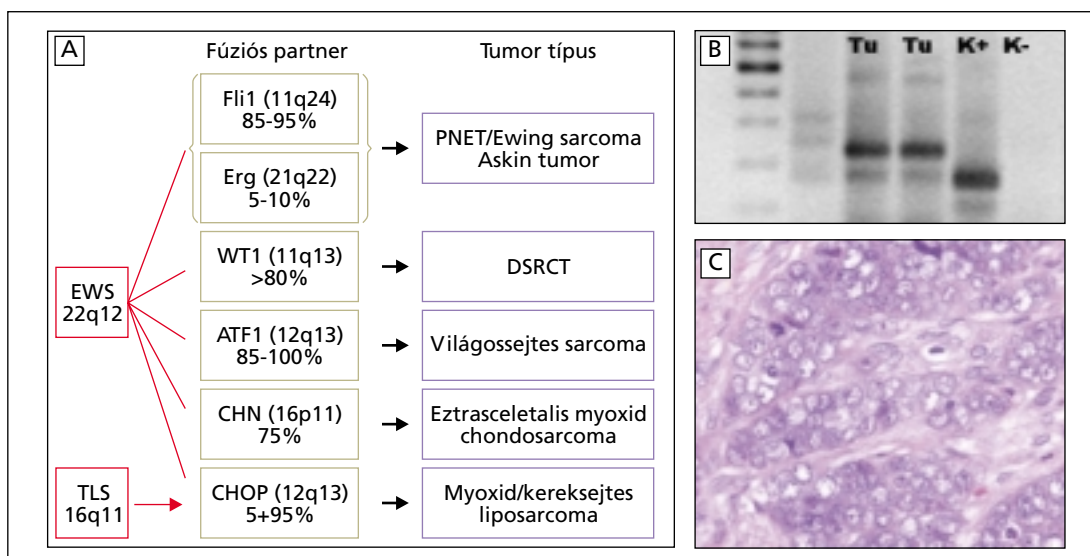 A
Fúziós partner
Tumor típus
Fli1 (11q24)
85-95%
Erg (21q22)
5-10%
PNET/Ewing sarcoma
Askin tumor
WT1 (11q13)
>80%
DSRCT
EWS
22q12
ATF1 (12q13)
85-100%
Világossejtes sarcoma
CHN (16p11)
75%
Eztrasceletalis myoxid
chondosarcoma
TLS
16q11
CHOP (12q13)
5+95%
Myoxid/kereksejtes
liposarcoma
B
Tu Tu K+ K-
C